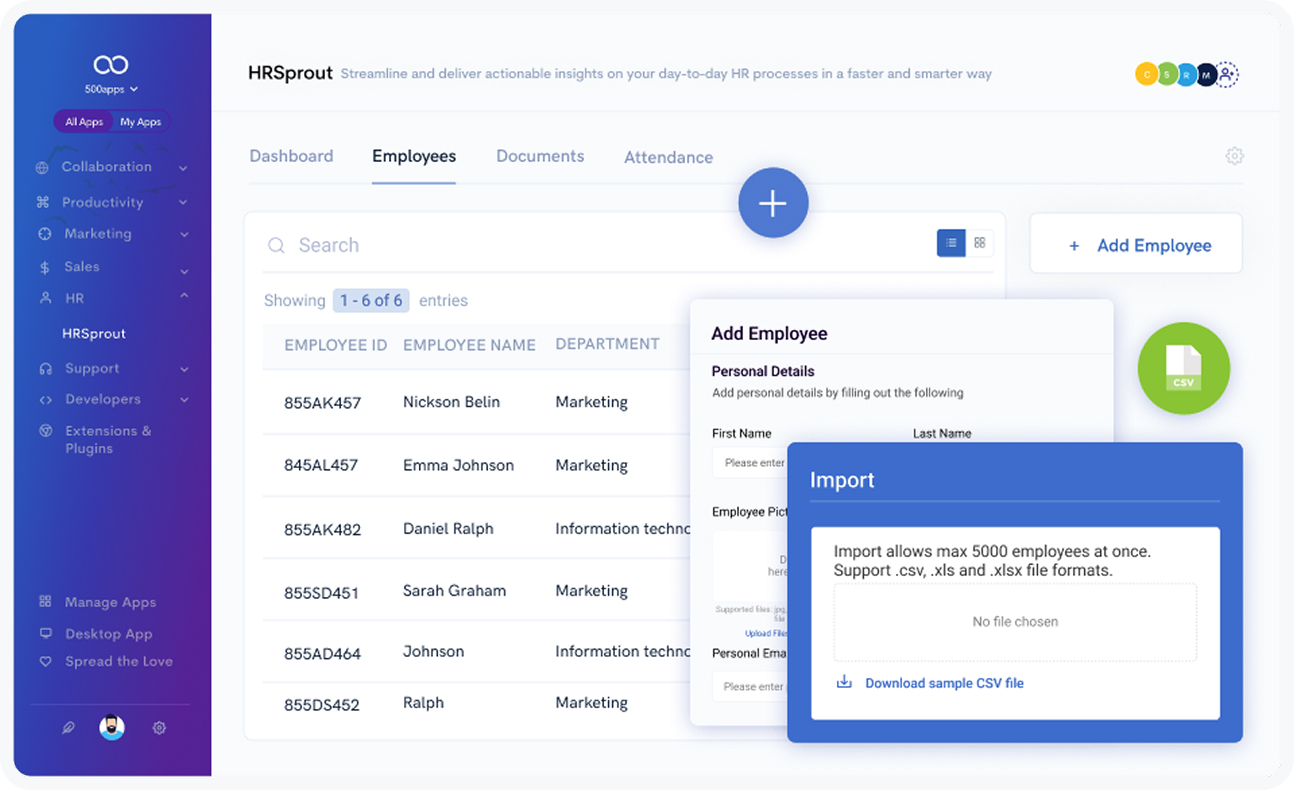 500apps
All Apps My Apps
Collaboration
Productivity
Marketing
Sales
HR
HRSprout
Support
Developers
Extensions &
Plugins
Manage Apps
Desktop App
Spread the Love
HRSprout Streamline and deliver actionable insights on your day-to-day HR processes in a faster and smarter way
C S R M
Dashboard Employees Documents Attendance
Search
+ Add Employee
Showing 1 - 6 of 6 entries
EMPLOYEE ID EMPLOYEE NAME DEPARTMENT
855AK457 Nickson Belin Marketing
845AL457 Emma Johnson Marketing
855AK482 Daniel Ralph Information techno
855SD451 Sarah Graham Marketing
855AD464 Johnson Information techno
855DS452 Ralph Marketing
Add Employee
Personal Details
Add personal details by filling out the following
First Name Last Name
Please enter
Employee Pict
D
here
Supported files: jpg,
file
Upload Files
Personal Emai
Please enter
CSV
Import
Import allows max 5000 employees at once.
Support .csv, .xls and .xlsx file formats.
No file chosen
Download sample CSV file